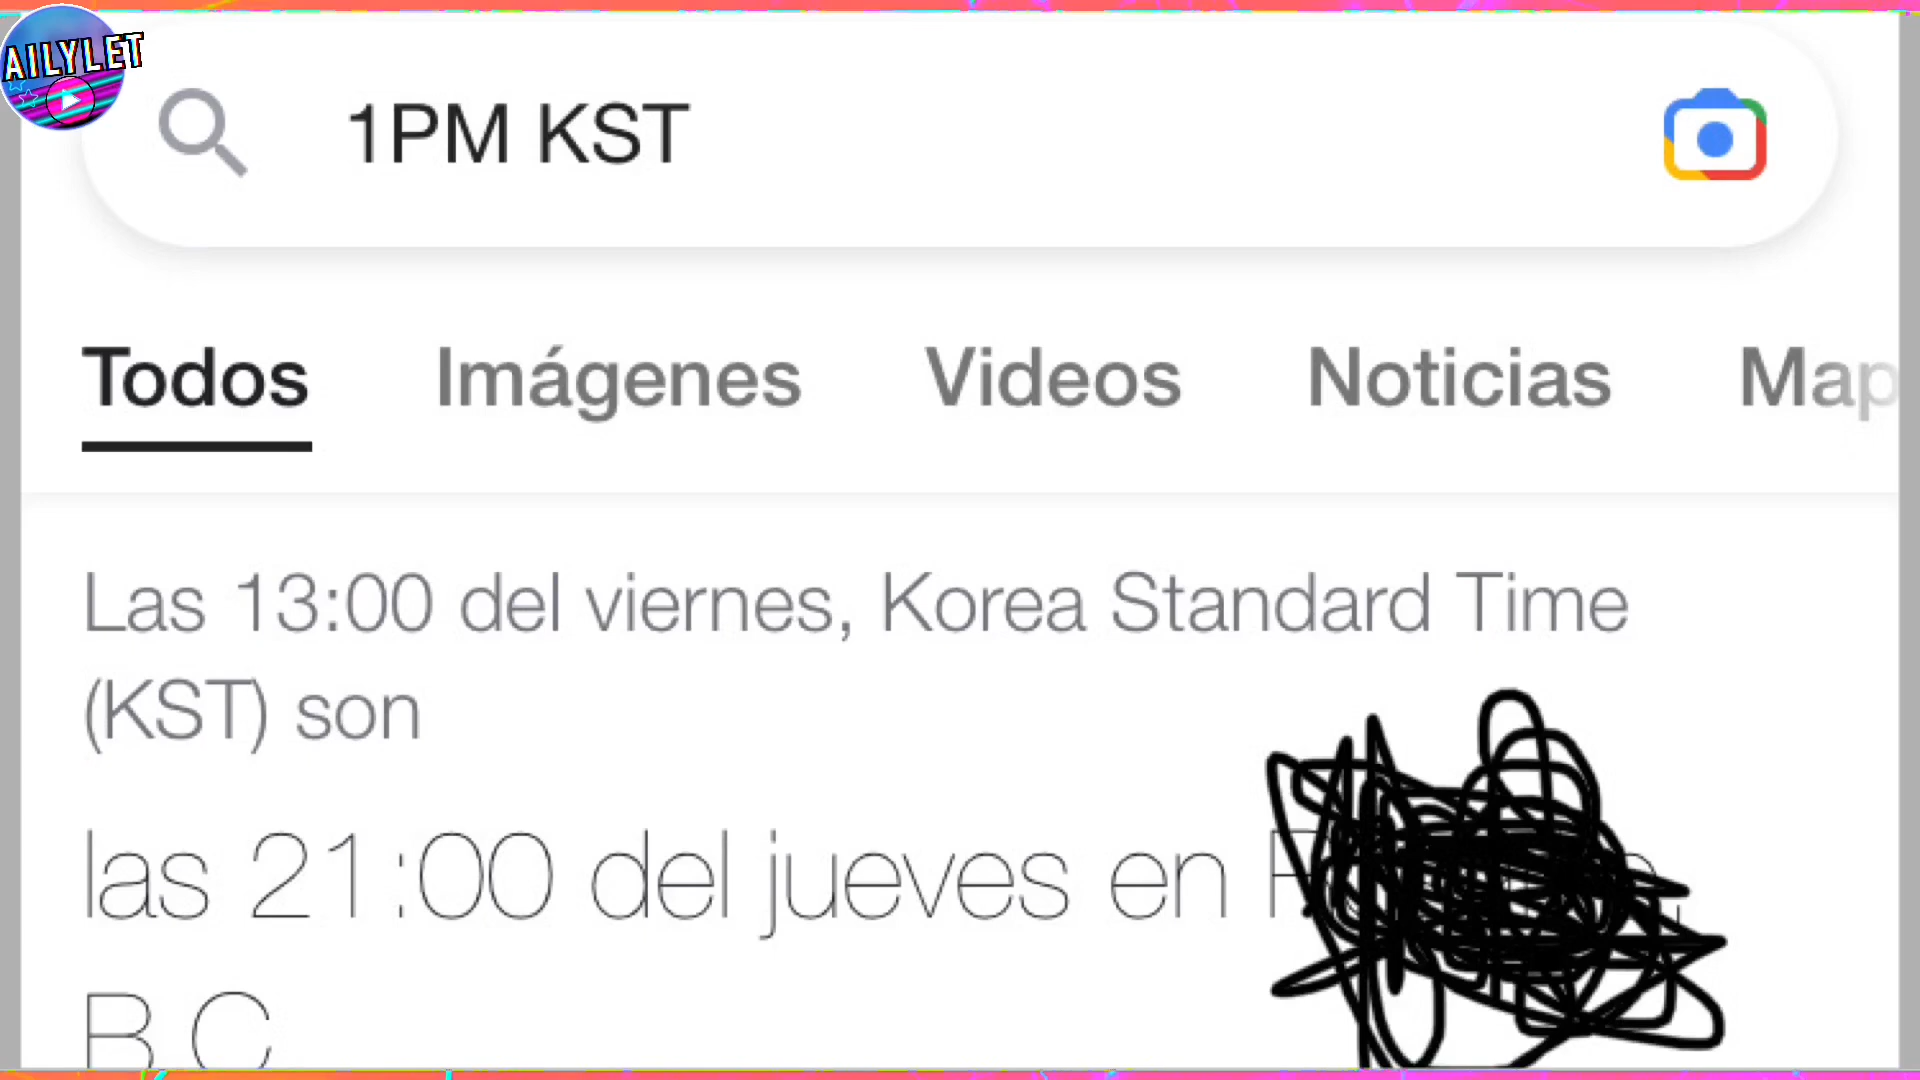 AILYLET
1PM KST
Todos Imágenes Videos Noticias Map
Las 13:00 del viernes, Korea Standard Time
(KST) son
las 21:00 del jueves en
B.C